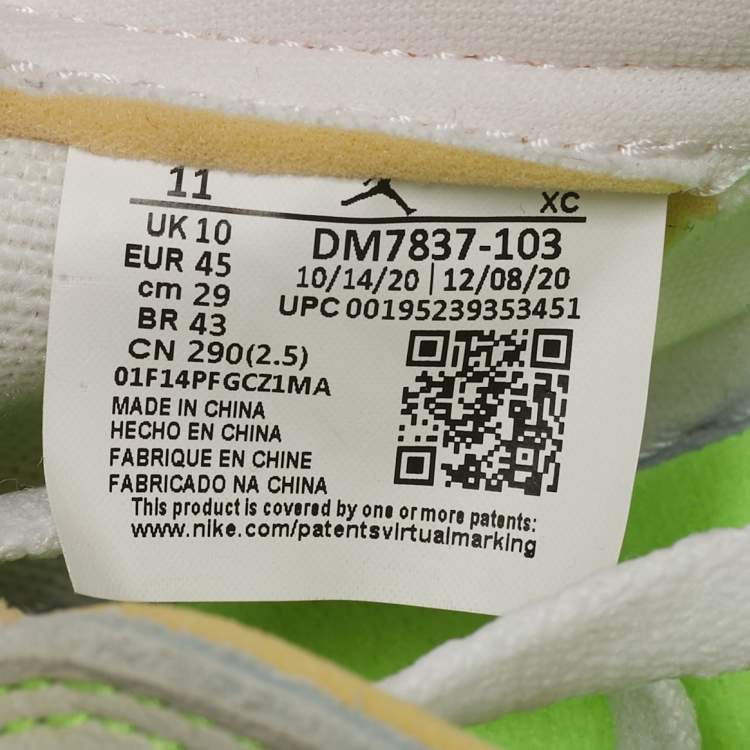 11 XC
UK 10
EUR 45
cm 29
BR 43
CN 290(2.5)
DM7837-103
10/14/20 | 12/08/20
UPC 00195239353451
01F14PFGCZ1MA
MADE IN CHINA
HECHO EN CHINA
FABRIQUE EN CHINE
FABRICADO NA CHINA
This product is covered by one or more patents:
www.nike.com/patentsvirtualmarking